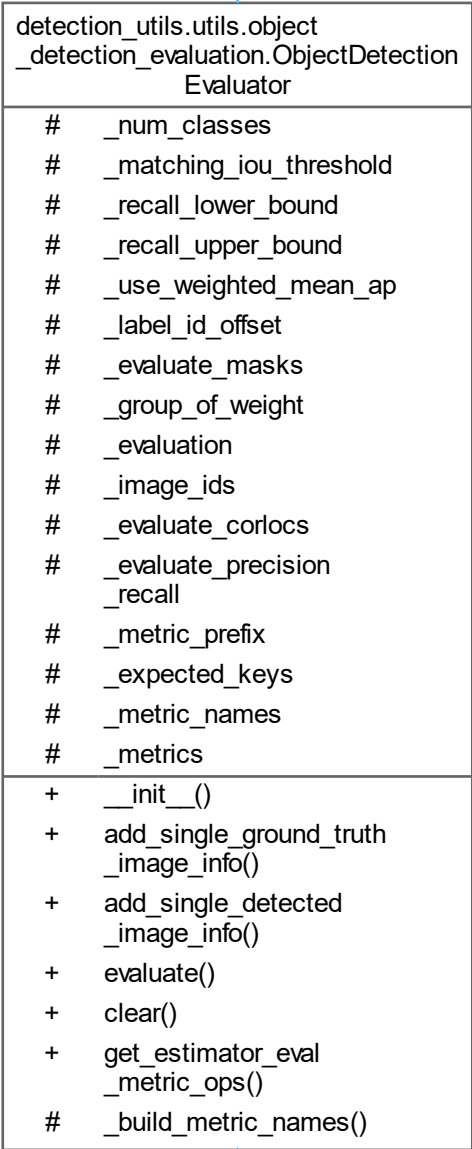 detection_utils.utils.object
_detection_evaluation.ObjectDetection
Evaluator
# _num_classes
# _matching_iou_threshold
# _recall_lower_bound
# _recall_upper_bound
# _use_weighted_mean_ap
# _label_id_offset
# _evaluate_masks
# _group_of_weight
# _evaluation
# _image_ids
# _evaluate_corlocs
# _evaluate_precision
_recall
# _metric_prefix
# _expected_keys
# _metric_names
# _metrics
+ __init__()
+ add_single_ground_truth
_image_info()
+ add_single_detected
_image_info()
+ evaluate()
+ clear()
+ get_estimator_eval
_metric_ops()
# _build_metric_names()